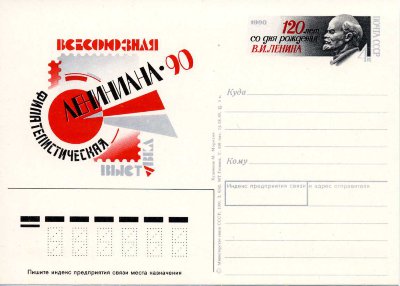 ВСЕСОЮЗНАЯ
ЛЕНИНИАНА·90
ФИЛАТЕЛИСТИЧЕСКАЯ
ВЫСТАВКА
1990
120 ЛЕТ
СО ДНЯ РОЖДЕНИЯ
В.И.ЛЕНИНА
ПОЧТА СССР
Куда
Кому
Индекс предприятия связи и адрес отправителя
Пишите индекс предприятия связи места назначения